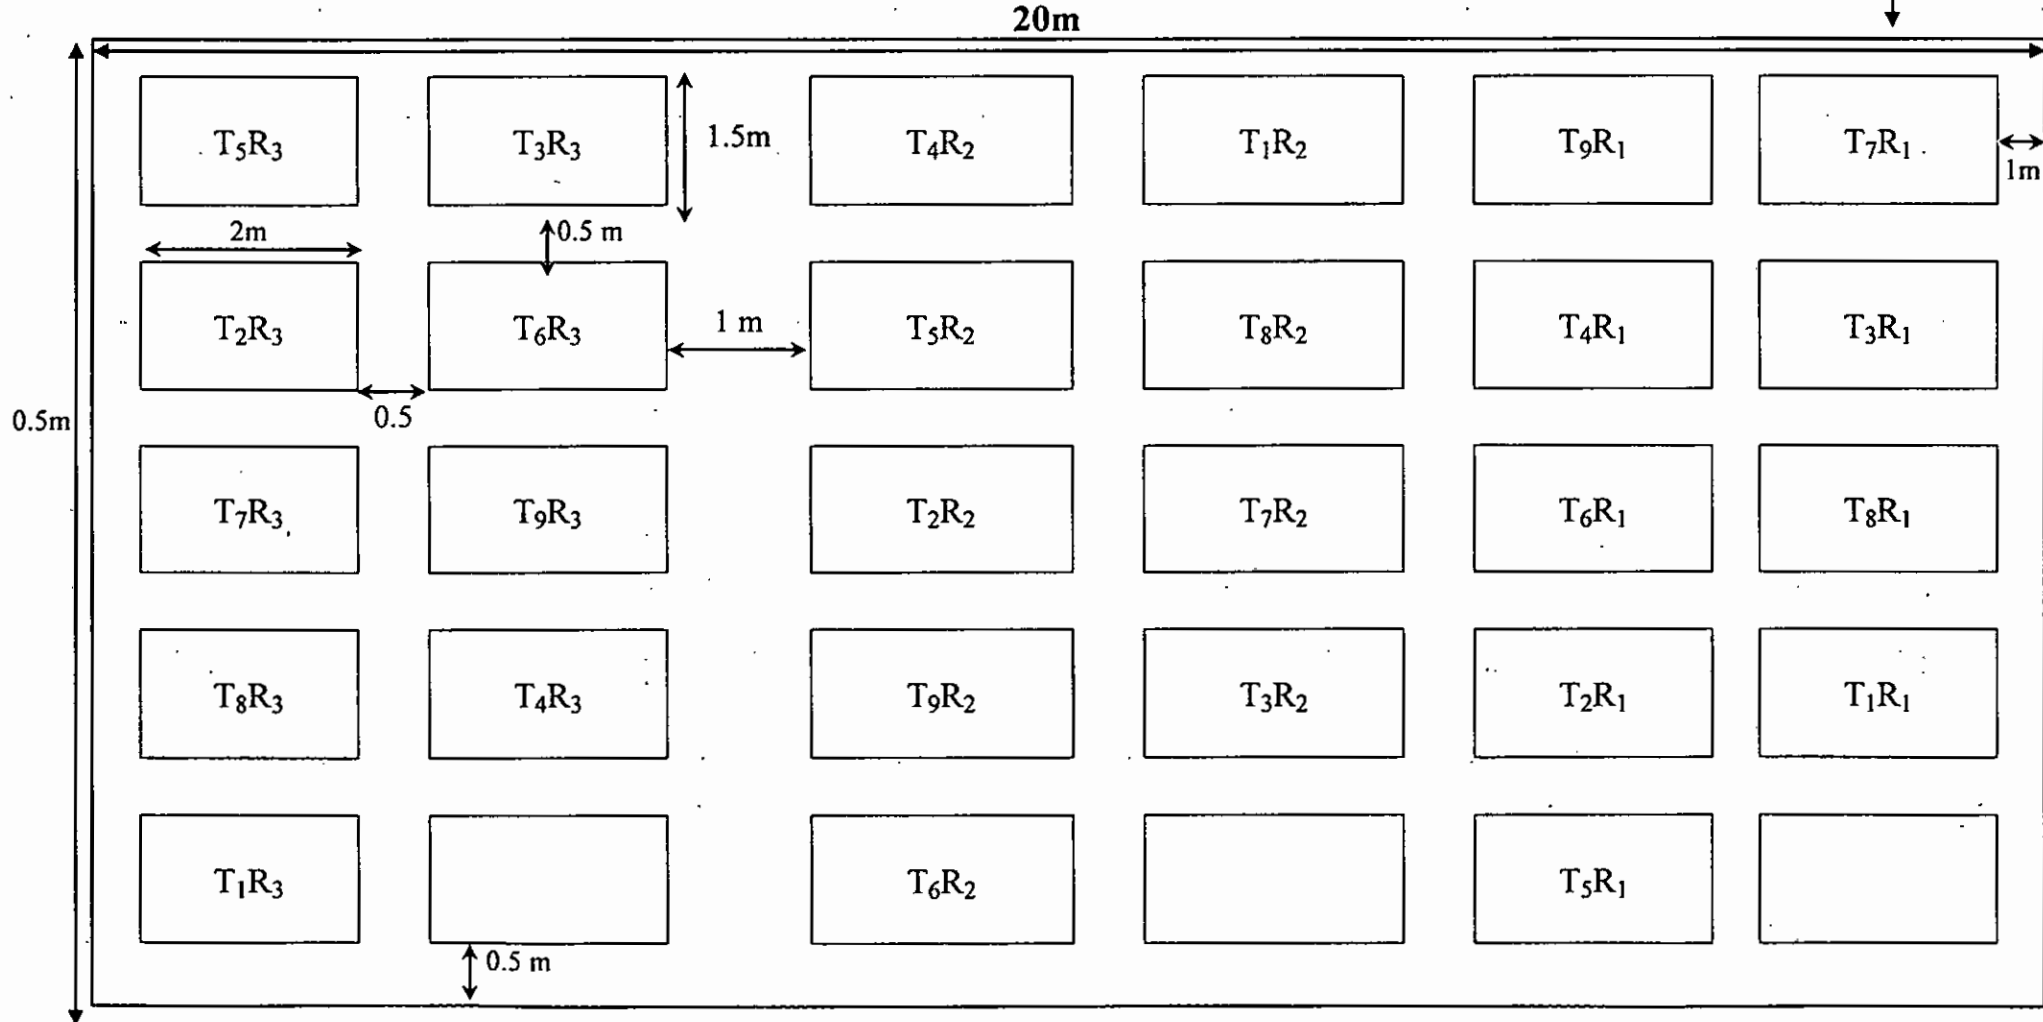 20m
T₅R₃ T₃R₃ 1.5m T₄R₂ T₁R₂ T₉R₁ T₇R₁
1m
2m 0.5 m
T₂R₃ T₆R₃ 1 m T₅R₂ T₈R₂ T₄R₁ T₃R₁
0.5m 0.5
T₇R₃ T₉R₃ T₂R₂ T₇R₂ T₆R₁ T₈R₁
T₈R₃ T₄R₃ T₉R₂ T₃R₂ T₂R₁ T₁R₁
T₁R₃ T₆R₂ T₅R₁
0.5 m